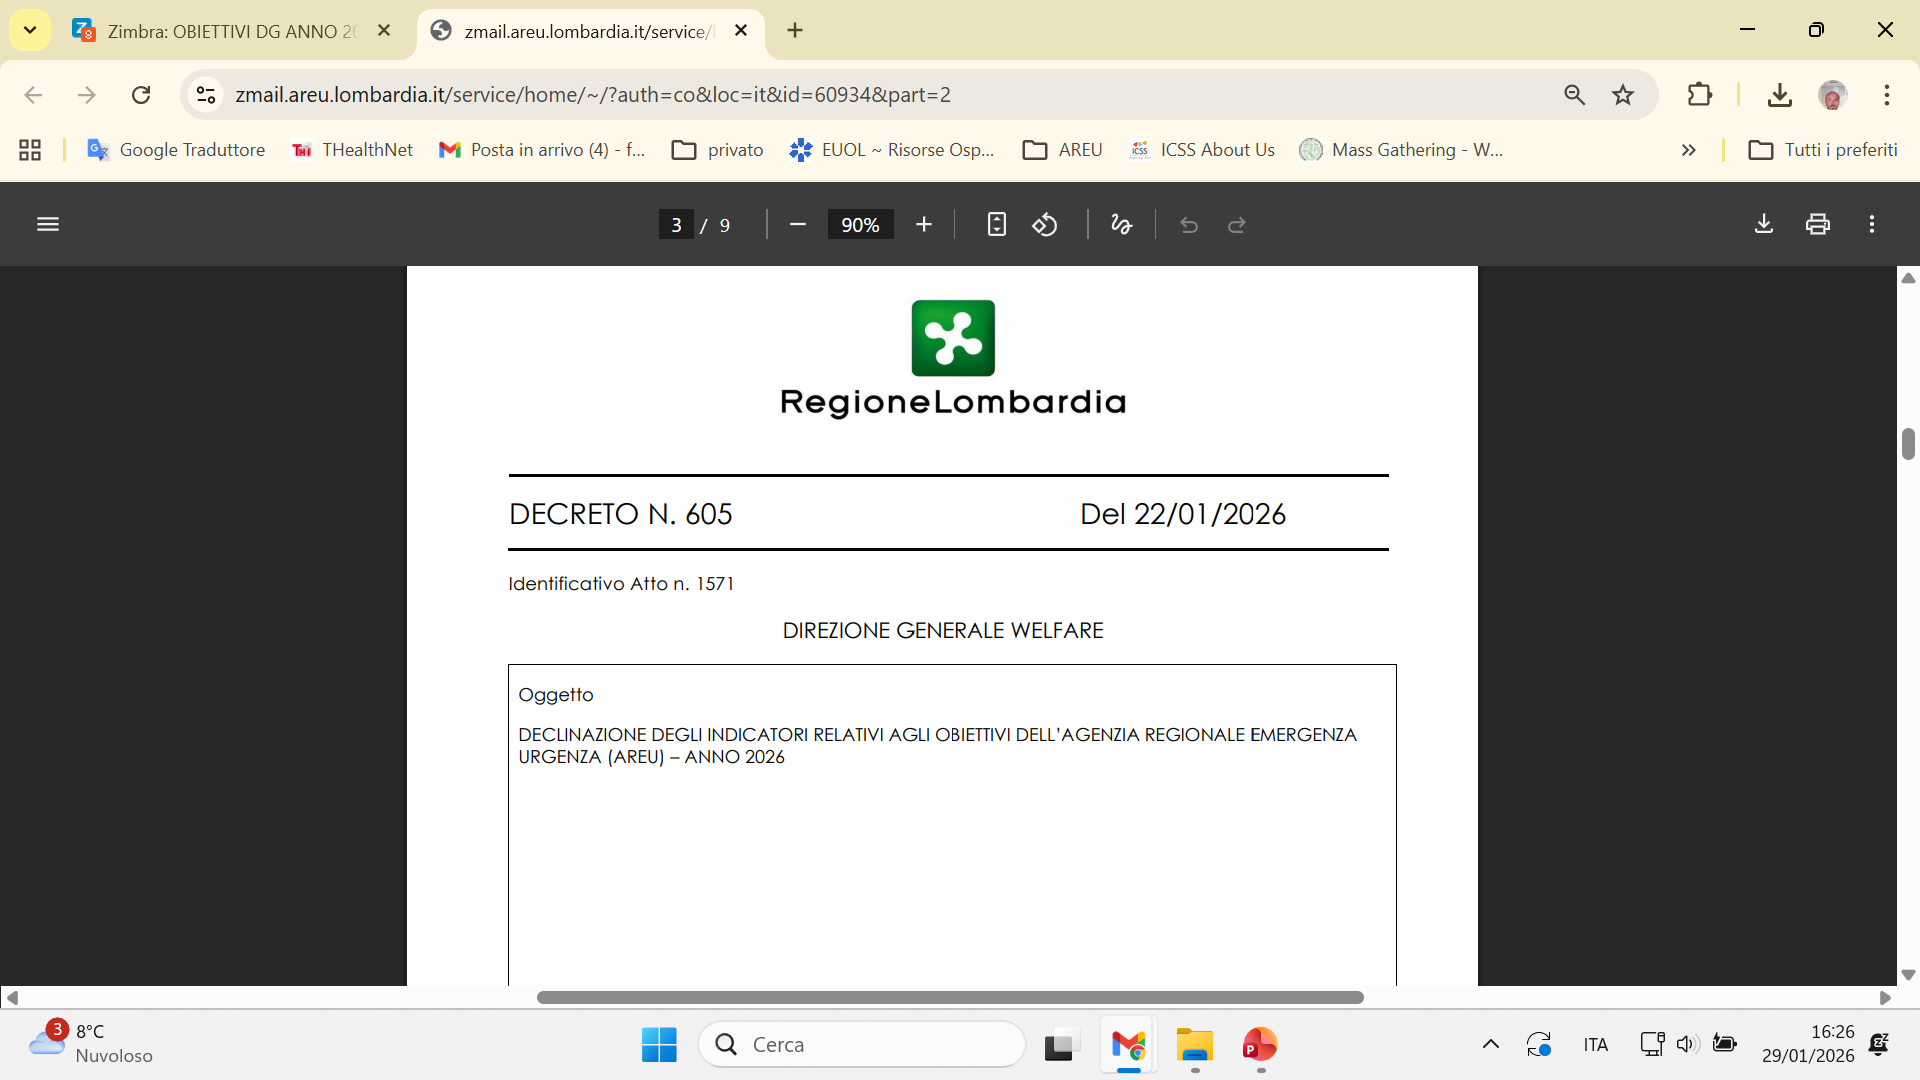 Zimbra: OBIETTIVI DG ANNO 20
zmail.areu.lombardia.it/service/
zmail.areu.lombardia.it/service/home/~/?auth=co&loc=it&id=60934&part=2
Google Traduttore
THealthNet
Posta in arrivo (4) - f...
privato
EUOL ~ Risorse Osp...
AREU
ICSS About Us
Mass Gathering - W...
Tutti i preferiti
3 / 9
90%
RegioneLombardia
DECRETO N. 605 Del 22/01/2026
Identificativo Atto n. 1571
DIREZIONE GENERALE WELFARE
Oggetto
DECLINAZIONE DEGLI INDICATORI RELATIVI AGLI OBIETTIVI DELL'AGENZIA REGIONALE EMERGENZA
URGENZA (AREU) – ANNO 2026
3
8°C
Nuvoloso
Cerca
ITA
16:26
29/01/2026